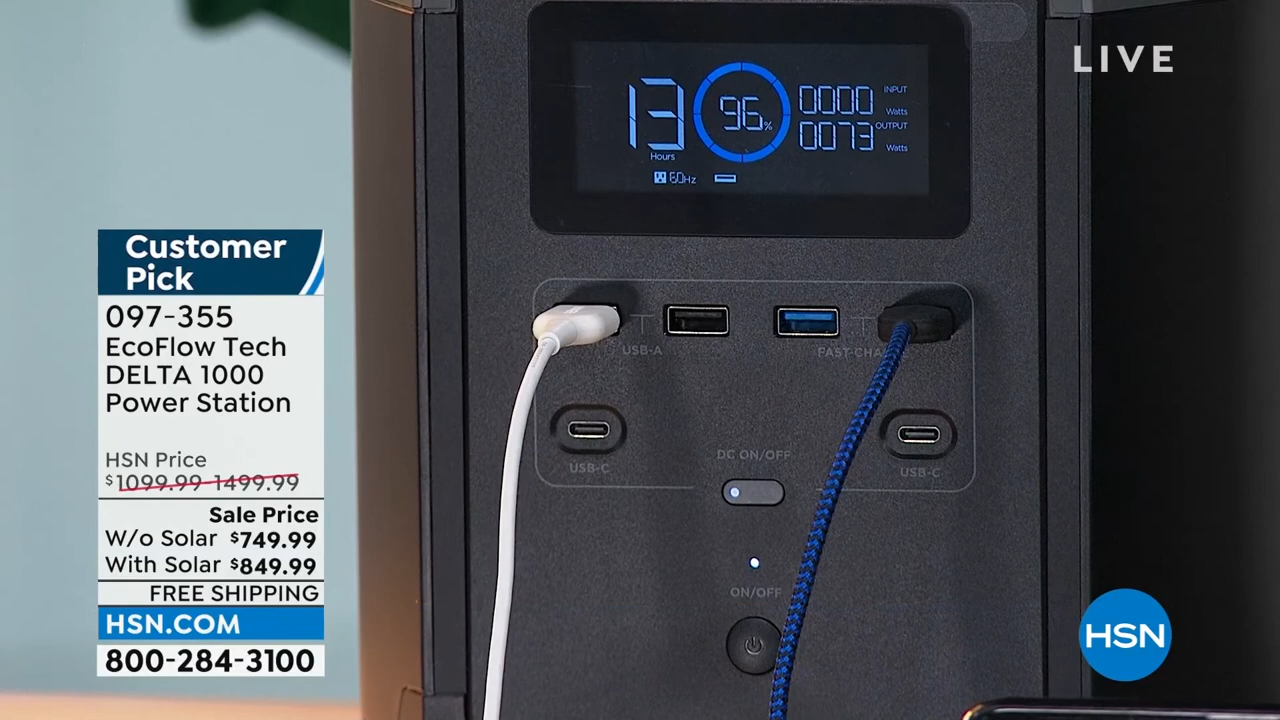 LIVE
13
Hours
96%
0000
INPUT
Watts
0073
OUTPUT
Watts
60Hz
USB-A
FAST-CHA
USB-C
DC ON/OFF
USB-C
ON/OFF
Customer
Pick
097-355
EcoFlow Tech
DELTA 1000
Power Station
HSN Price
$1099.99-1499.99
Sale Price
W/o Solar $749.99
With Solar $849.99
FREE SHIPPING
HSN.COM
800-284-3100
HSN